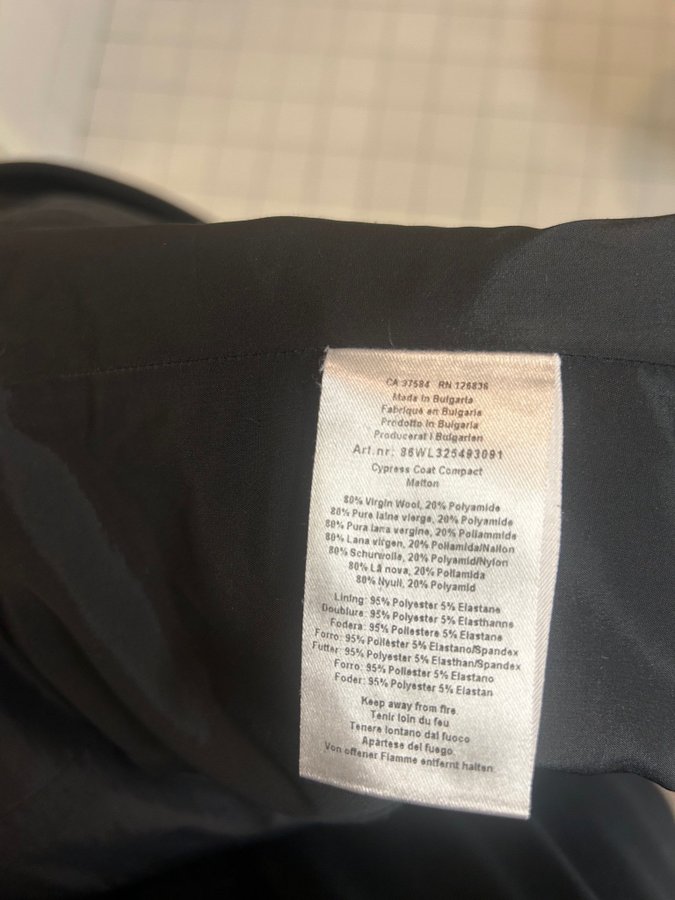 CA 37584 RN 126836
Made in Bulgaria
Fabriqué en Bulgaria
Prodotto in Bulgaria
Producerat i Bulgarien
Art.nr: 86WL325493091
Cypress Coat Compact
Melton
80% Virgin Wool, 20% Polyamide
80% Pure laine vierge, 20% Polyamide
80% Pura lana vergine, 20% Poliammide
80% Lana virgen, 20% Poliamida/Nailon
80% Schurwolle, 20% Polyamid/Nylon
80% Lã nova, 20% Poliamida
80% Nyull, 20% Polyamid
Lining: 95% Polyester 5% Elastane
Doublure: 95% Polyester 5% Elasthanne
Fodera: 95% Poliestere 5% Elastane
Forro: 95% Poliéster 5% Elastano/Spandex
Futter: 95% Polyester 5% Elasthan/Spandex
Forro: 95% Poliéster 5% Elastano
Foder: 95% Polyester 5% Elastan
Keep away from fire.
Tenir loin du feu
Tenere lontano dal fuoco
Apártese del fuego.
Von offener Flamme entfernt halten